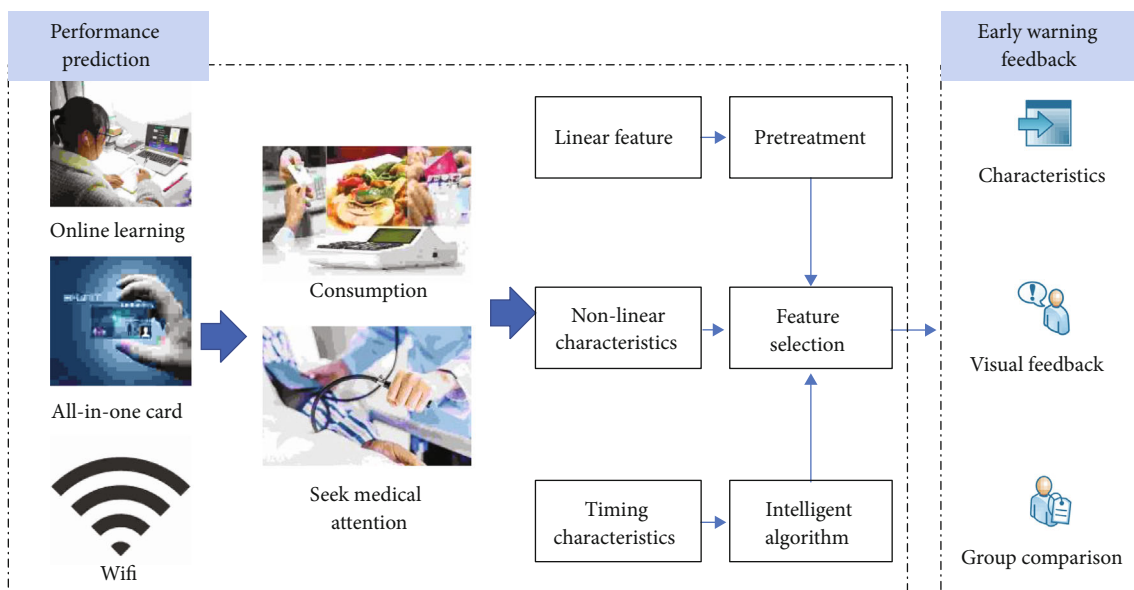 Performance
prediction
Early warning
feedback
Online learning
All-in-one card
Wifi
Consumption
Seek medical
attention
Linear feature
Pretreatment
Non-linear
characteristics
Feature
selection
Timing
characteristics
Intelligent
algorithm
Characteristics
Visual feedback
Group comparison